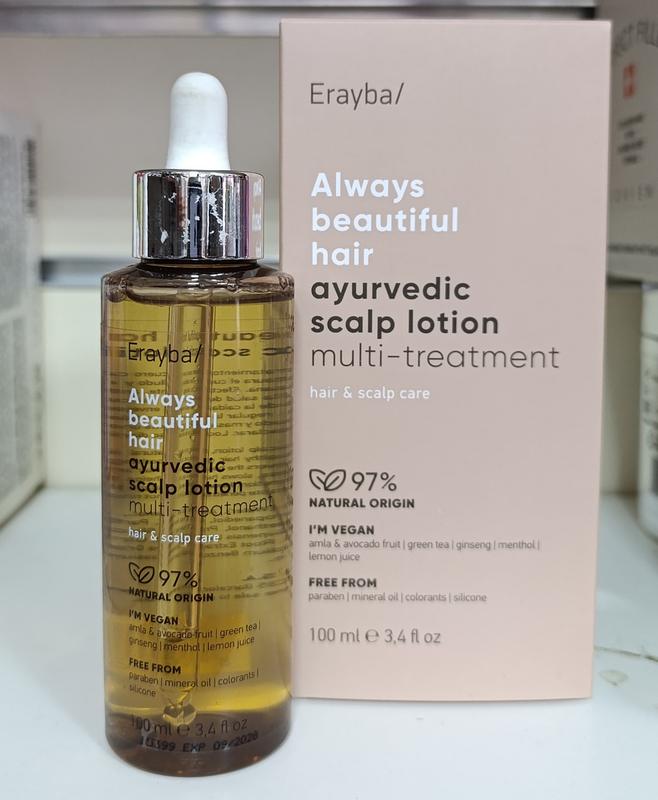 Erayba/
Always
beautiful
hair
ayurvedic
scalp lotion
multi-treatment
hair & scalp care
97%
NATURAL ORIGIN
I'M VEGAN
amla & avocado fruit | green tea | ginseng | menthol |
lemon juice
FREE FROM
paraben | mineral oil | colorants | silicone
100 ml ℮ 3,4 fl oz
Erayba/
Always
beautiful
hair
ayurvedic
scalp lotion
multi-treatment
hair & scalp care
97%
NATURAL ORIGIN
I'M VEGAN
amla & avocado fruit | green tea |
ginseng | menthol | lemon juice
FREE FROM
paraben | mineral oil | colorants |
silicone
100 ml ℮ 3,4 fl oz
EXP 09/2026